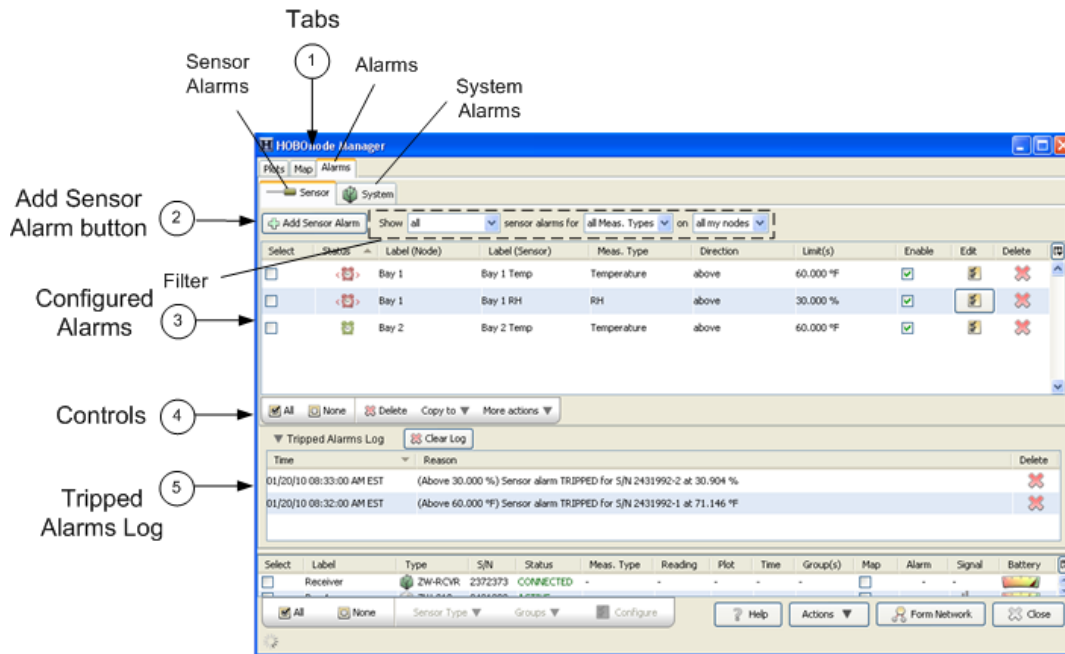 Tabs
1
Sensor Alarms
Alarms
System Alarms
HOBOnode Manager
Plots Map Alarms
Sensor System
Add Sensor Alarm button
2
Add Sensor Alarm Show all sensor alarms for all Meas. Types on all my nodes
Select Status Label (Node) Label (Sensor) Meas. Type Direction Limit(s) Enable Edit Delete
Filter
Bay 1 Bay 1 Temp Temperature above 60.000 °F
Configured Alarms
3
Bay 1 Bay 1 RH RH above 30.000 %
Bay 2 Bay 2 Temp Temperature above 60.000 °F
Controls
4
All None Delete Copy to More actions
Tripped Alarms Log Clear Log
Time Reason Delete
5
01/20/10 08:33:00 AM EST (Above 30.000 %) Sensor alarm TRIPPED for S/N 2431992-2 at 30.904 %
Tripped Alarms Log
01/20/10 08:32:00 AM EST (Above 60.000 °F) Sensor alarm TRIPPED for S/N 2431992-1 at 71.146 °F
Select Label Type S/N Status Meas. Type Reading Plot Time Group(s) Map Alarm Signal Battery
Receiver ZW-RCVR 2372373 CONNECTED - - - - - - -
All None Sensor Type Groups Configure Help Actions Form Network Close